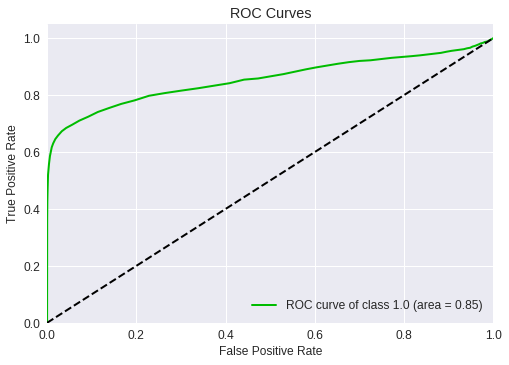 ROC Curves
1.0
0.8
0.6
0.4
0.2
0.0
True Positive Rate
ROC curve of class 1.0 (area = 0.85)
0.0 0.2 0.4 0.6 0.8 1.0
False Positive Rate